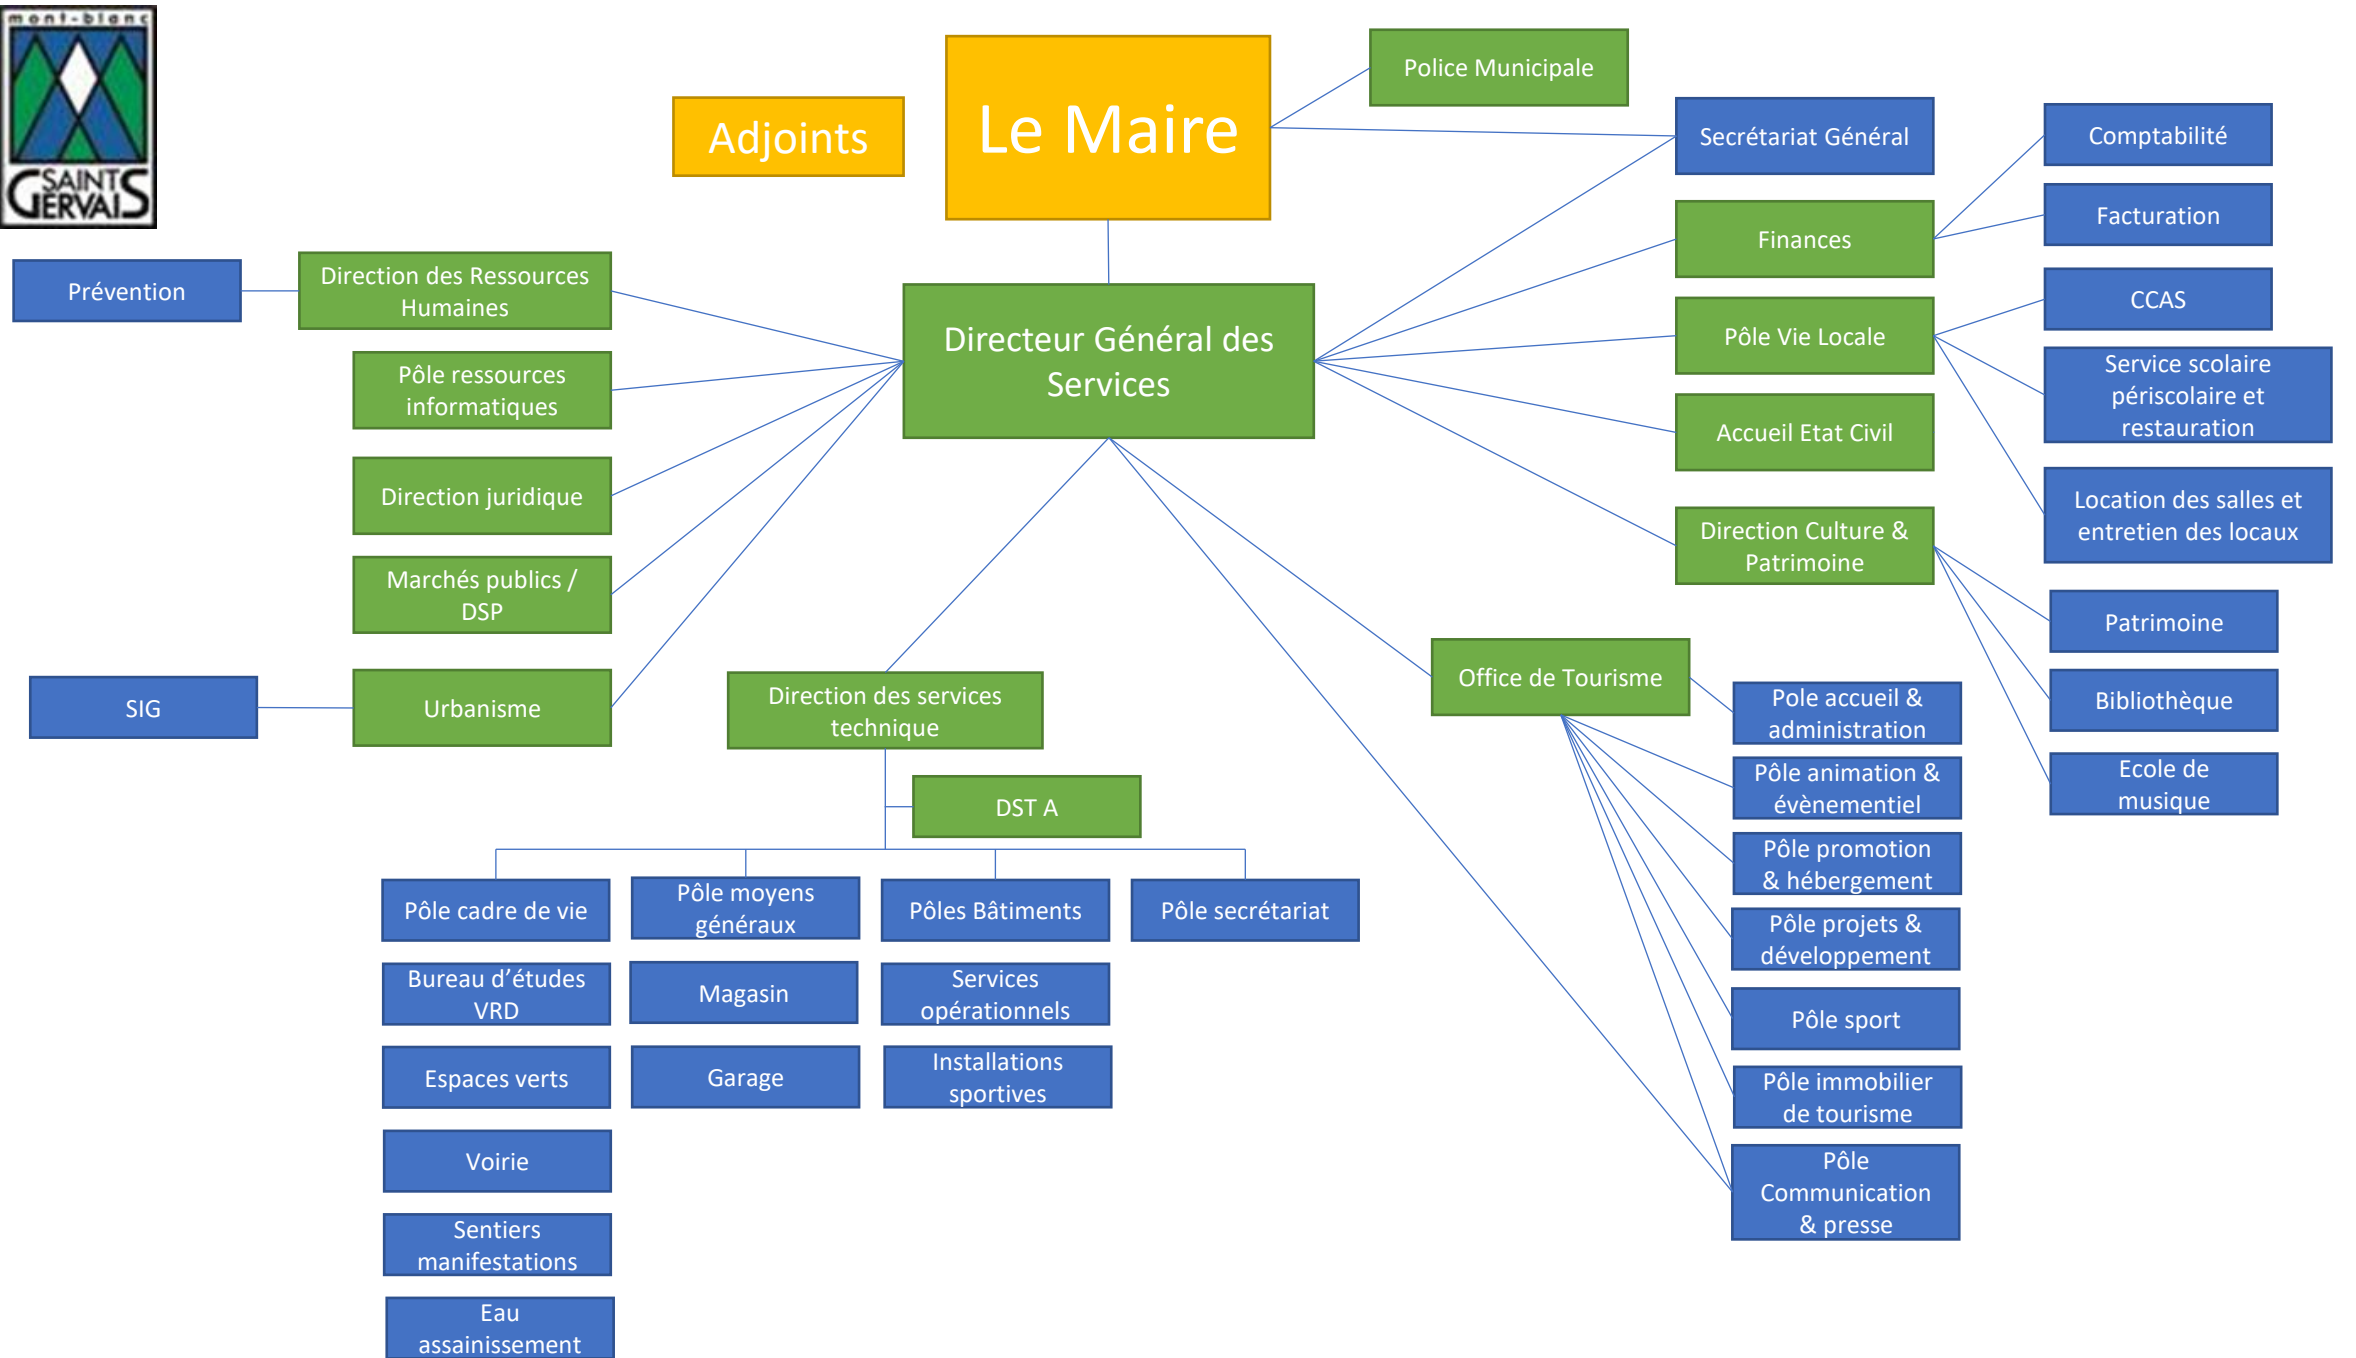 mont-blanc
SAINT
GERVAIS
Adjoints
Le Maire
Police Municipale
Secrétariat Général
Comptabilité
Facturation
Finances
Prévention
Direction des Ressources
Humaines
Directeur Général des
Services
Pôle Vie Locale
CCAS
Service scolaire
périscolaire et
restauration
Pôle ressources
informatiques
Accueil Etat Civil
Direction juridique
Location des salles et
entretien des locaux
Direction Culture &
Patrimoine
Marchés publics /
DSP
Patrimoine
Bibliothèque
Ecole de
musique
SIG
Urbanisme
Direction des services
technique
DST A
Office de Tourisme
Pole accueil &
administration
Pôle animation &
évènementiel
Pôle promotion
& hébergement
Pôle projets &
développement
Pôle sport
Pôle immobilier
de tourisme
Pôle
Communication
& presse
Pôle cadre de vie
Pôle moyens
généraux
Pôles Bâtiments
Pôle secrétariat
Bureau d’études
VRD
Magasin
Services
opérationnels
Espaces verts
Garage
Installations
sportives
Voirie
Sentiers
manifestations
Eau
assainissement